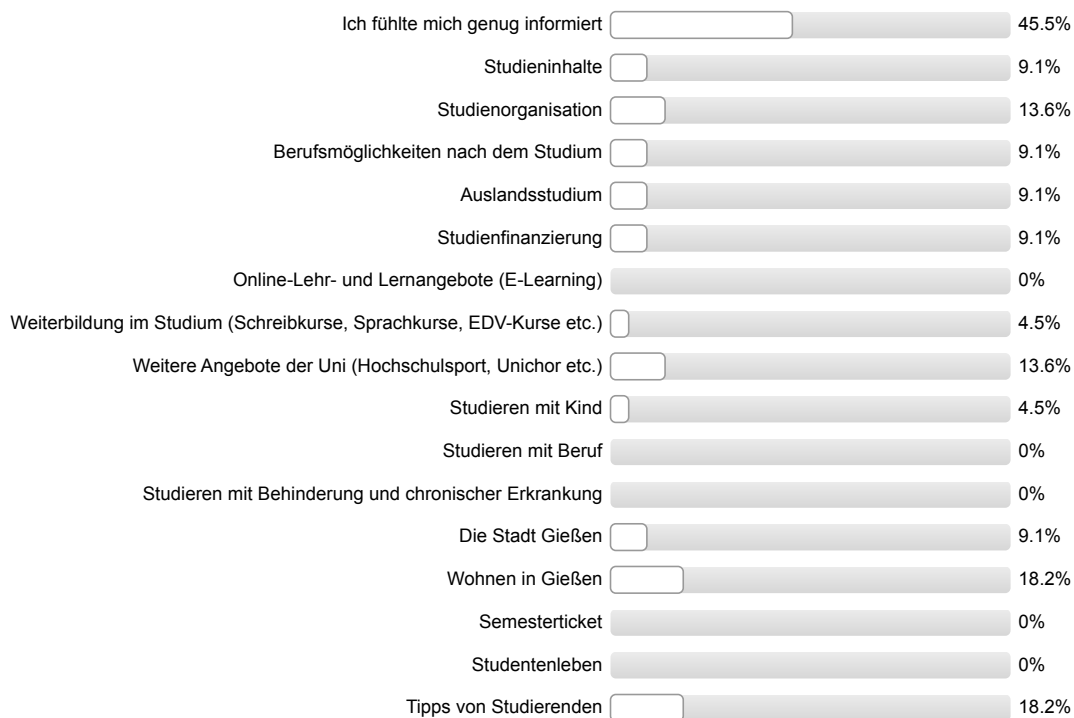 Ich fühlte mich genug informiert 45.5%
Studieninhalte 9.1%
Studienorganisation 13.6%
Berufsmöglichkeiten nach dem Studium 9.1%
Auslandsstudium 9.1%
Studienfinanzierung 9.1%
Online-Lehr- und Lernangebote (E-Learning) 0%
Weiterbildung im Studium (Schreibkurse, Sprachkurse, EDV-Kurse etc.) 4.5%
Weitere Angebote der Uni (Hochschulsport, Unichor etc.) 13.6%
Studieren mit Kind 4.5%
Studieren mit Beruf 0%
Studieren mit Behinderung und chronischer Erkrankung 0%
Die Stadt Gießen 9.1%
Wohnen in Gießen 18.2%
Semesterticket 0%
Studentenleben 0%
Tipps von Studierenden 18.2%